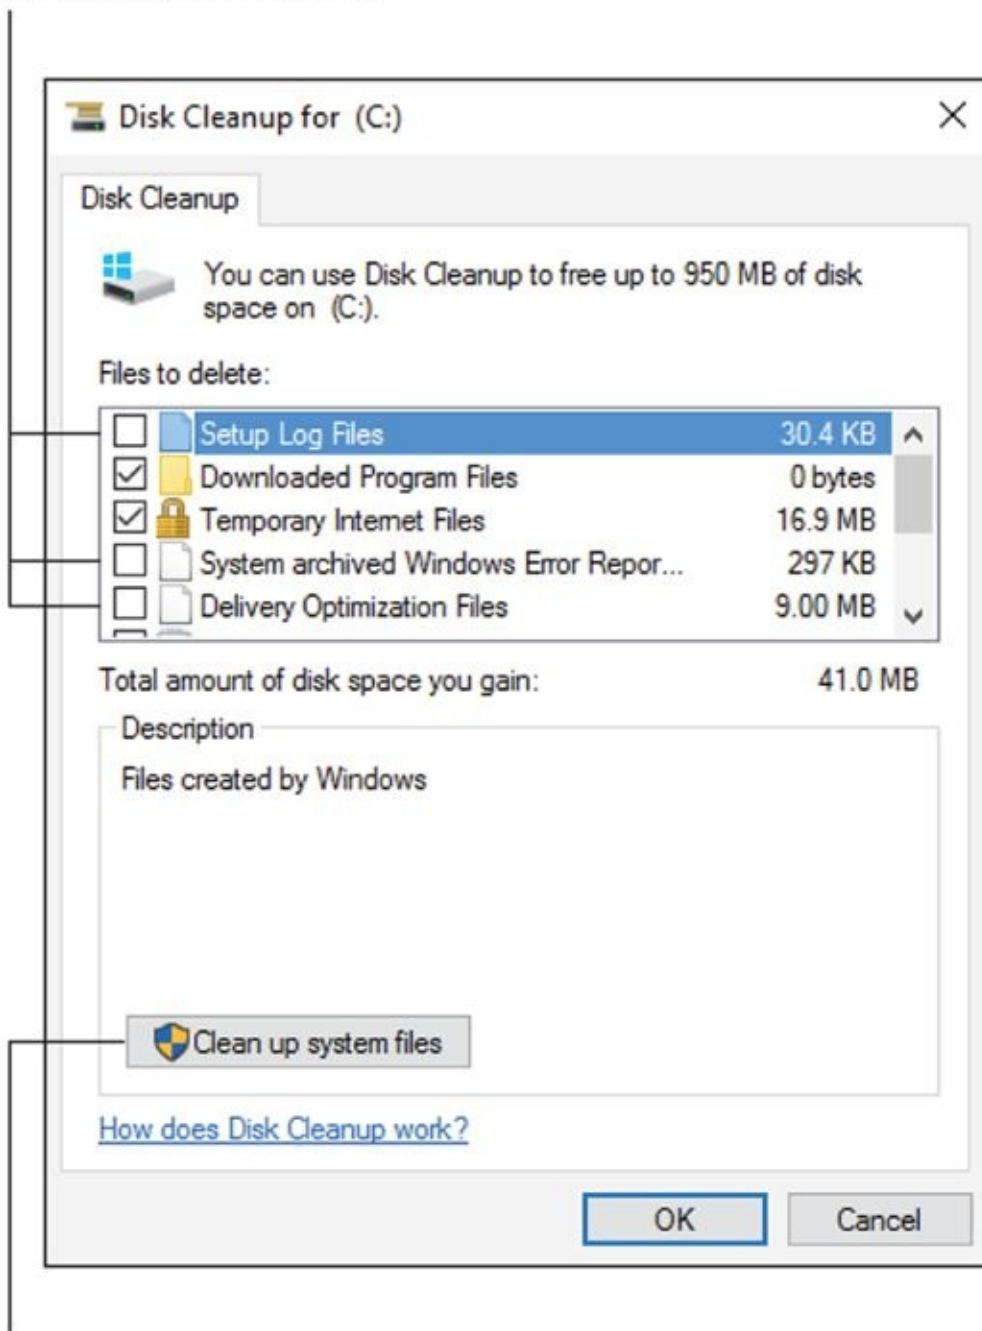 Disk Cleanup for (C:)
Disk Cleanup
You can use Disk Cleanup to free up to 950 MB of disk
space on (C:).
Files to delete:
Setup Log Files 30.4 KB
Downloaded Program Files 0 bytes
Temporary Internet Files 16.9 MB
System archived Windows Error Repor... 297 KB
Delivery Optimization Files 9.00 MB
Total amount of disk space you gain: 41.0 MB
Description
Files created by Windows
Clean up system files
How does Disk Cleanup work?
OK Cancel